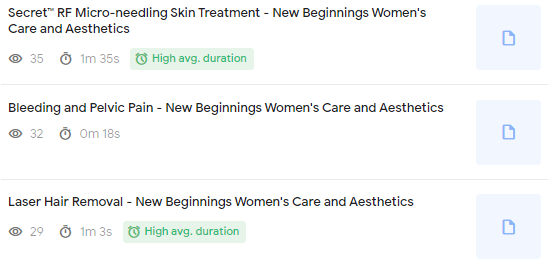 Secret™ RF Micro-needling Skin Treatment - New Beginnings Women's
Care and Aesthetics
35 1m 35s High avg. duration
Bleeding and Pelvic Pain - New Beginnings Women's Care and Aesthetics
32 0m 18s
Laser Hair Removal - New Beginnings Women's Care and Aesthetics
29 1m 3s High avg. duration